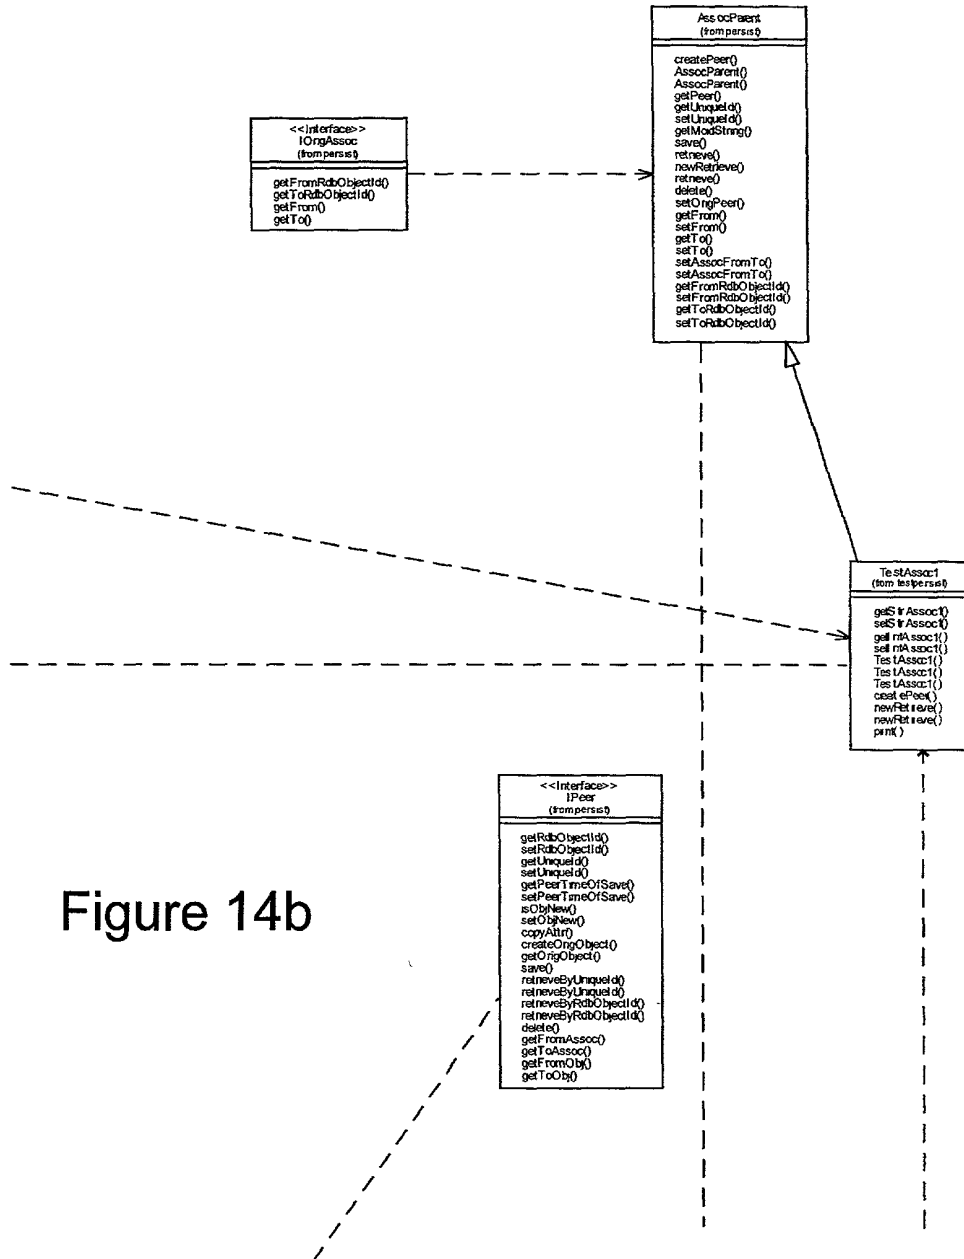 AssocParent
(from persist)
createPeer()
AssocParent()
AssocParent()
getPeer()
getUniqueId()
setUniqueId()
getMoidString()
save()
retrieve()
newRetrieve()
retrieve()
delete()
setOrigPeer()
getFrom()
setFrom()
getTo()
setTo()
setAssocFromTo()
setAssocFromTo()
getFromRdbObjectId()
setFromRdbObjectId()
getToRdbObjectId()
setToRdbObjectId()
<<Interface>>
IOrigAssoc
(from persist)
getFromRdbObjectId()
getToRdbObjectId()
getFrom()
getTo()
TestAssoc1
(from testpersist)
getStrAssoc1()
setStrAssoc1()
getIntAssoc1()
setIntAssoc1()
TestAssoc1()
TestAssoc1()
TestAssoc1()
createPeer()
newRetrieve()
newRetrieve()
print()
<<Interface>>
IPeer
(from persist)
getRdbObjectId()
setRdbObjectId()
getUniqueId()
setUniqueId()
getPeerTimeOfSave()
setPeerTimeOfSave()
isObjNew()
setObjNew()
copyAttr()
createOrigObject()
getOrigObject()
save()
retrieveByUniqueId()
retrieveByUniqueId()
retrieveByRdbObjectId()
retrieveByRdbObjectId()
delete()
getFromAssoc()
getToAssoc()
getFromObj()
getToObj()
Figure 14b